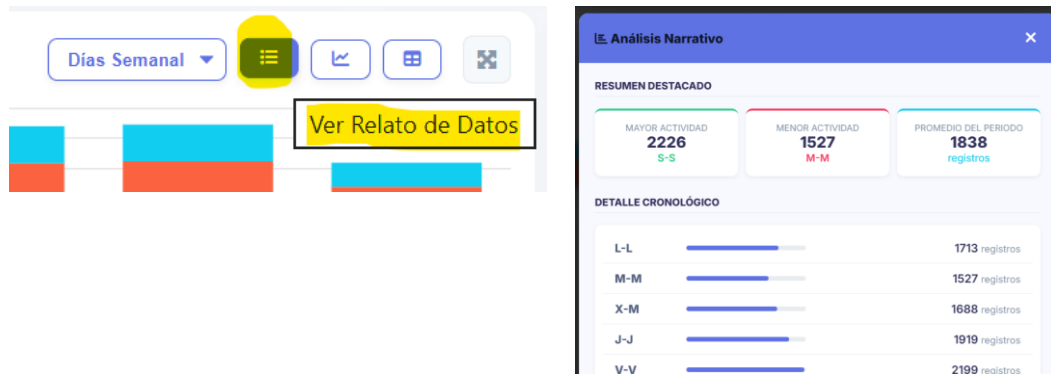 Días Semanal
Ver Relato de Datos
Análisis Narrativo
RESUMEN DESTACADO
MAYOR ACTIVIDAD
2226
S-S
MENOR ACTIVIDAD
1527
M-M
PROMEDIO DEL PERIODO
1838
registros
DETALLE CRONOLÓGICO
L-L 1713 registros
M-M 1527 registros
X-M 1688 registros
J-J 1919 registros
V-V 2199 registros